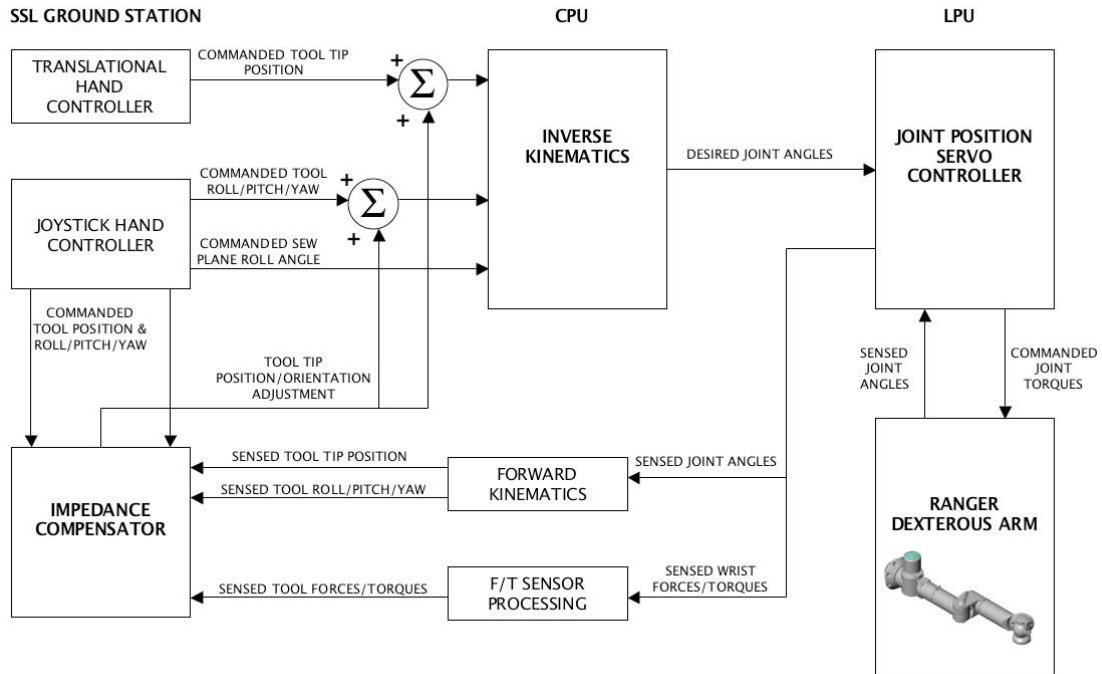 SSL GROUND STATION
CPU
LPU
TRANSLATIONAL
HAND
CONTROLLER
COMMANDED TOOL TIP
POSITION
+
Σ
+
INVERSE
KINEMATICS
DESIRED JOINT ANGLES
JOINT POSITION
SERVO
CONTROLLER
JOYSTICK HAND
CONTROLLER
COMMANDED TOOL
ROLL/PITCH/YAW
+
Σ
+
COMMANDED SEW
PLANE ROLL ANGLE
COMMANDED
TOOL POSITION &
ROLL/PITCH/YAW
TOOL TIP
POSITION/ORIENTATION
ADJUSTMENT
SENSED
JOINT
ANGLES
COMMANDED
JOINT
TORQUES
IMPEDANCE
COMPENSATOR
SENSED TOOL TIP POSITION
SENSED TOOL ROLL/PITCH/YAW
FORWARD
KINEMATICS
SENSED JOINT ANGLES
SENSED TOOL FORCES/TORQUES
F/T SENSOR
PROCESSING
SENSED WRIST
FORCES/TORQUES
RANGER
DEXTEROUS ARM